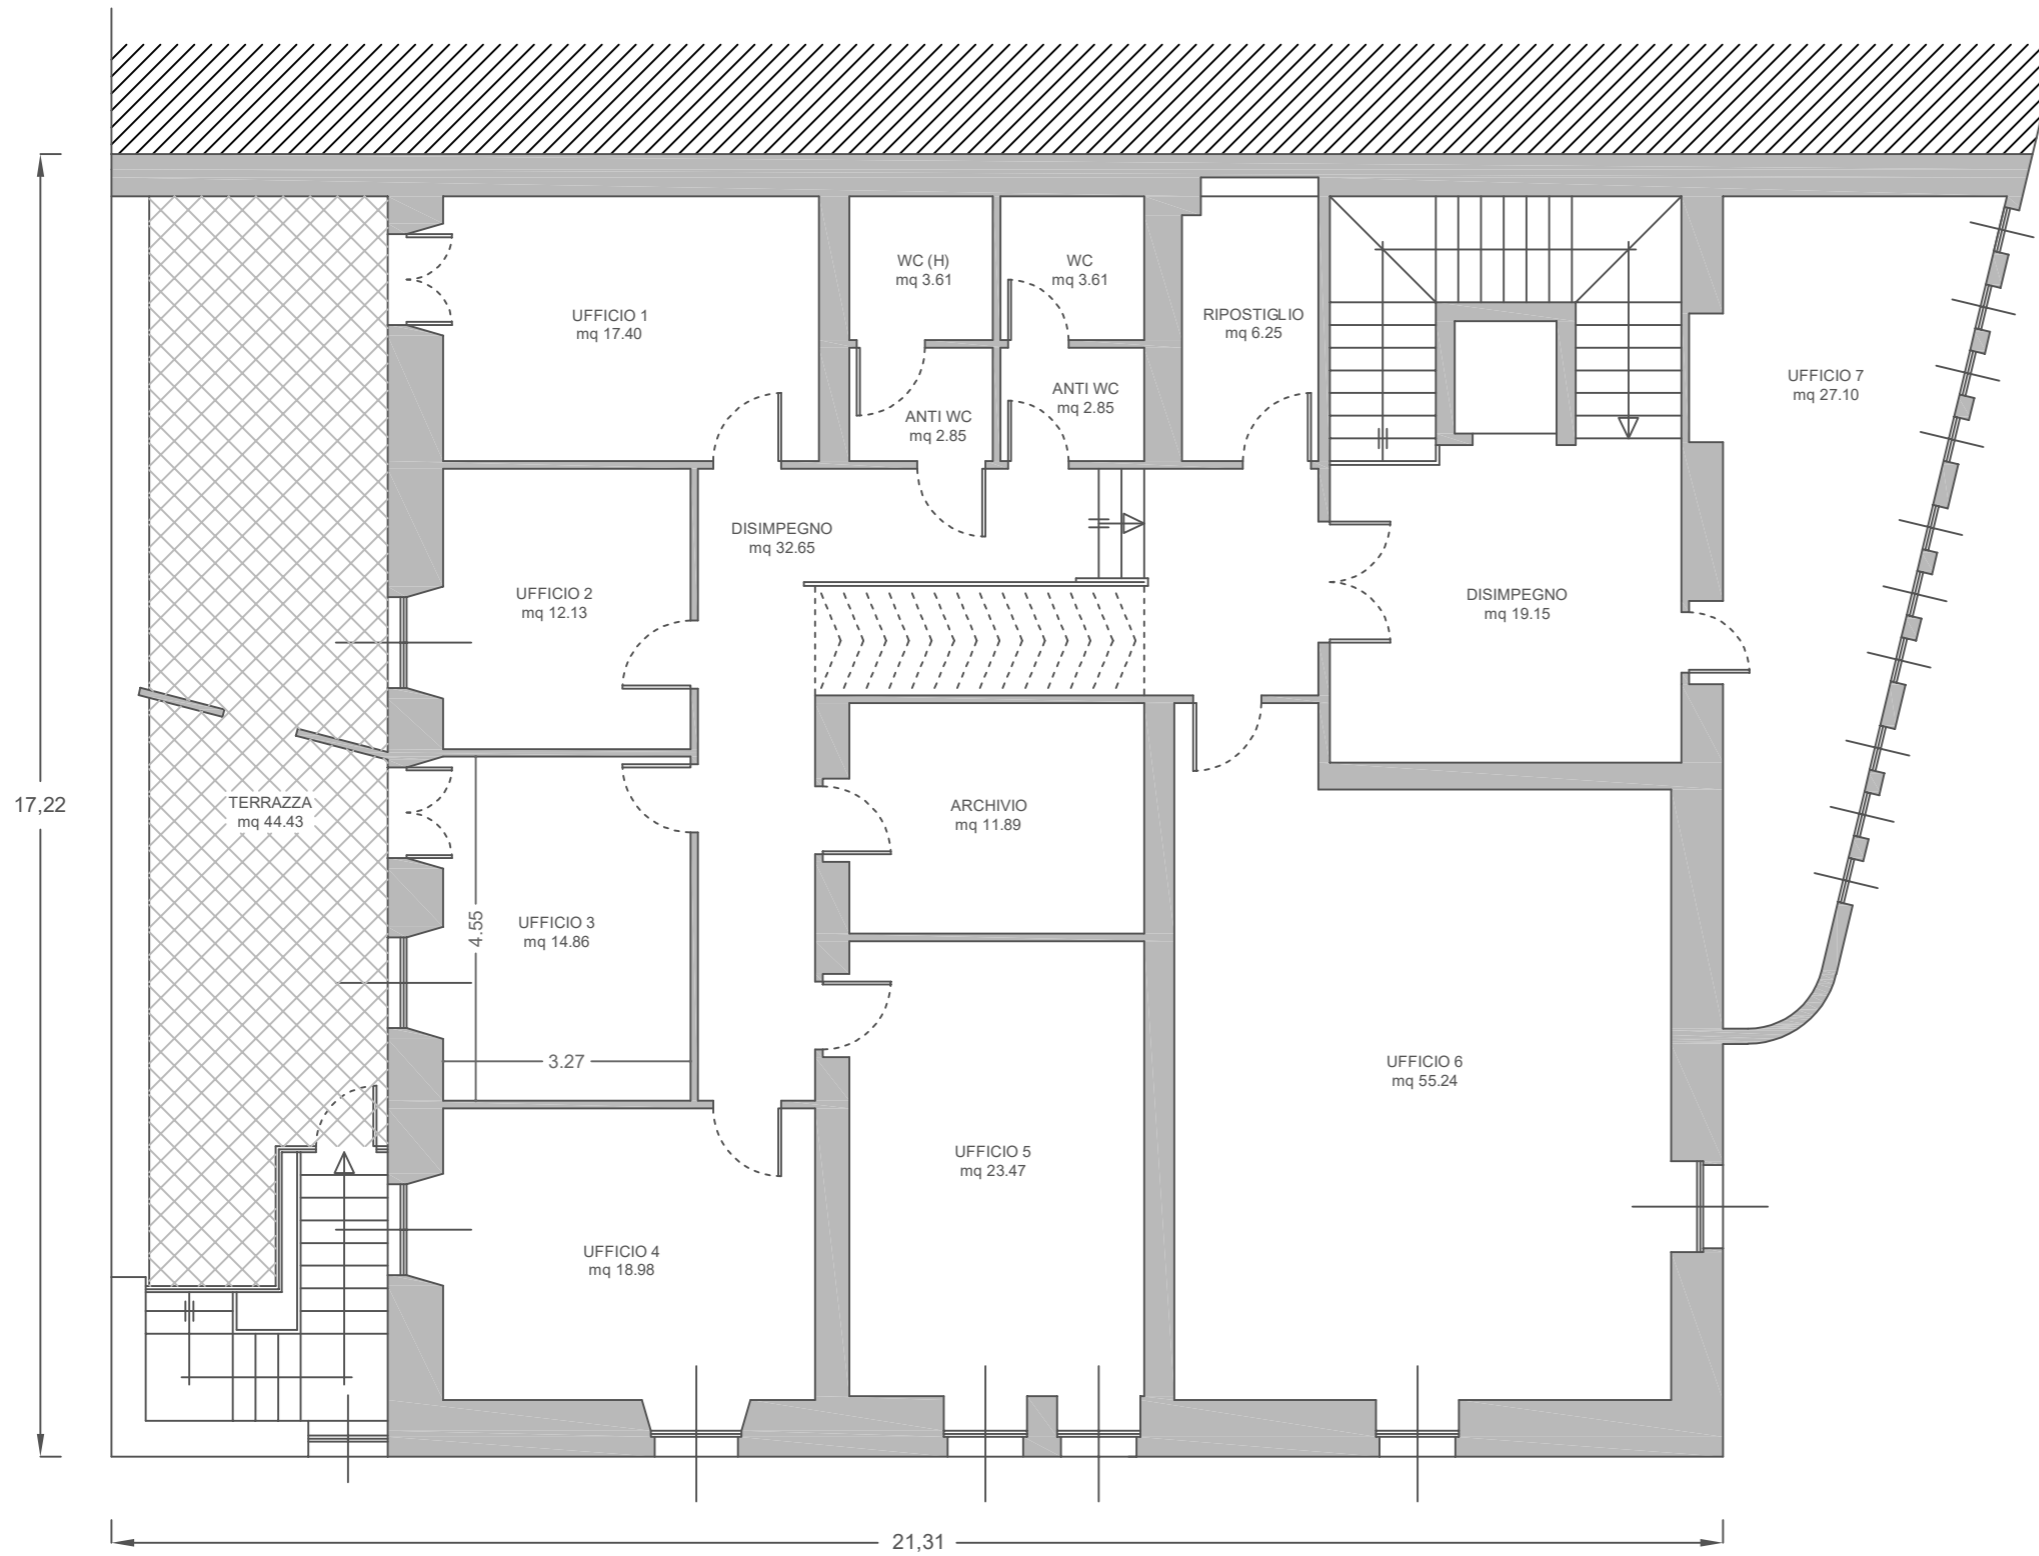 WC (H)
mq 3.61
WC
mq 3.61
UFFICIO 1
mq 17.40
RIPOSTIGLIO
mq 6.25
UFFICIO 7
mq 27.10
ANTI WC
mq 2.85
ANTI WC
mq 2.85
DISIMPEGNO
mq 32.65
UFFICIO 2
mq 12.13
DISIMPEGNO
mq 19.15
17,22
TERRAZZA
mq 44.43
ARCHIVIO
mq 11.89
4.55
UFFICIO 3
mq 14.86
3.27
UFFICIO 6
mq 55.24
UFFICIO 5
mq 23.47
UFFICIO 4
mq 18.98
21,31